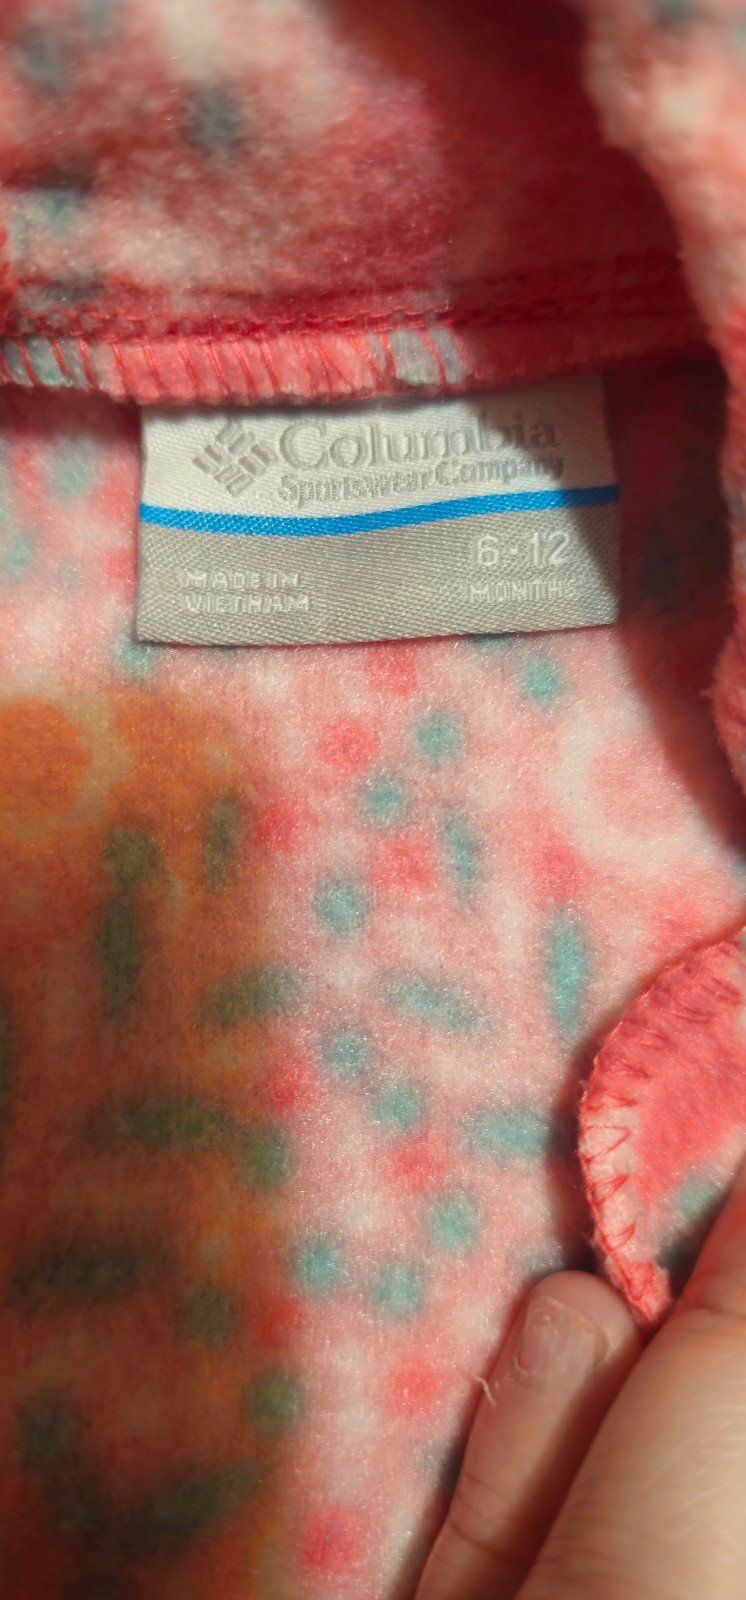 Columbia
Sportswear Company
6-12
MONTHS
MADE IN
VIETNAM